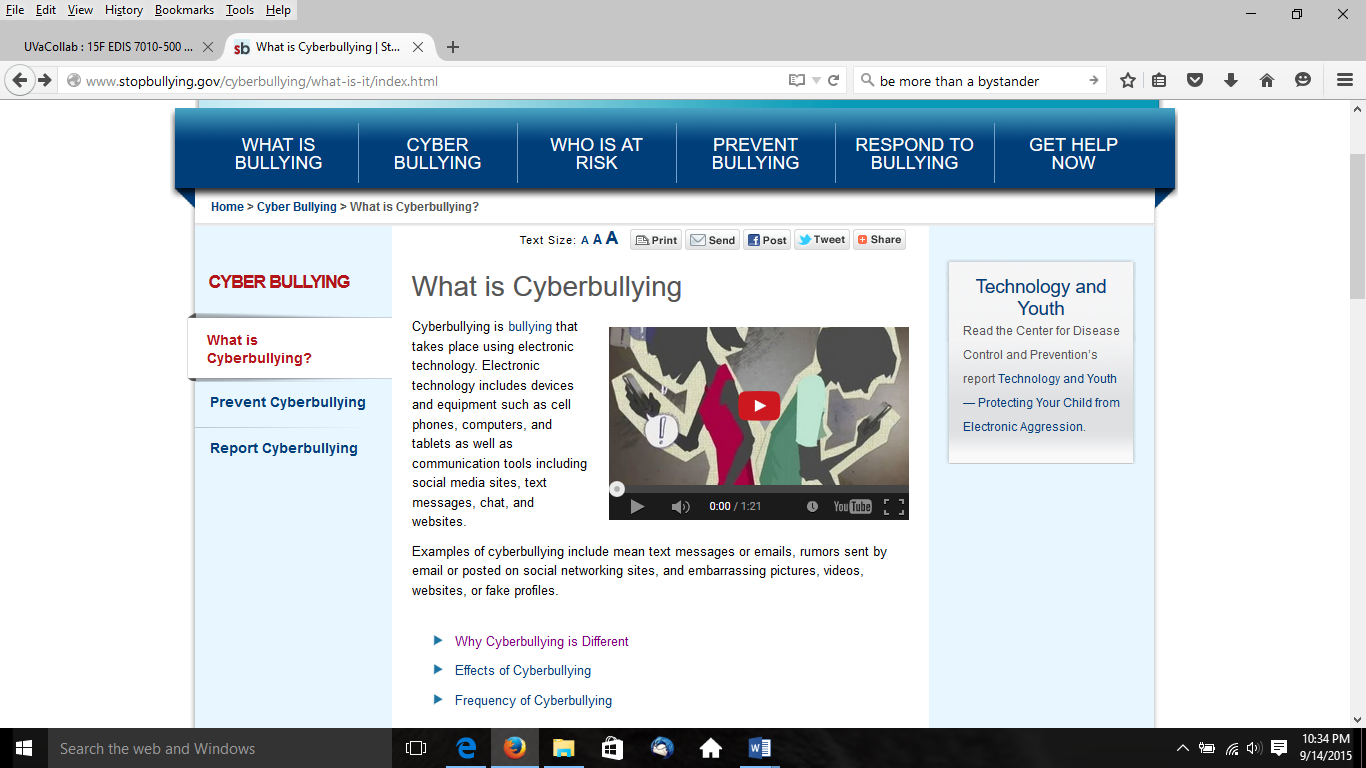 File Edit View History Bookmarks Tools Help
UVaCollab : 15F EDIS 7010-500 ...
sb What is Cyberbullying | St...
www.stopbullying.gov/cyberbullying/what-is-it/index.html
be more than a bystander
WHAT IS
BULLYING
CYBER
BULLYING
WHO IS AT
RISK
PREVENT
BULLYING
RESPOND TO
BULLYING
GET HELP
NOW
Home > Cyber Bullying > What is Cyberbullying?
Text Size: A A A Print Send Post Tweet Share
CYBER BULLYING
What is
Cyberbullying?
Prevent Cyberbullying
Report Cyberbullying
What is Cyberbullying
Cyberbullying is bullying that
takes place using electronic
technology. Electronic
technology includes devices
and equipment such as cell
phones, computers, and
tablets as well as
communication tools including
social media sites, text
messages, chat, and
websites.
!
0:00 / 1:21 YouTube
Examples of cyberbullying include mean text messages or emails, rumors sent by
email or posted on social networking sites, and embarrassing pictures, videos,
websites, or fake profiles.
Why Cyberbullying is Different
Effects of Cyberbullying
Frequency of Cyberbullying
Technology and
Youth
Read the Center for Disease
Control and Prevention's
report Technology and Youth
— Protecting Your Child from
Electronic Aggression.
Search the web and Windows
10:34 PM
9/14/2015